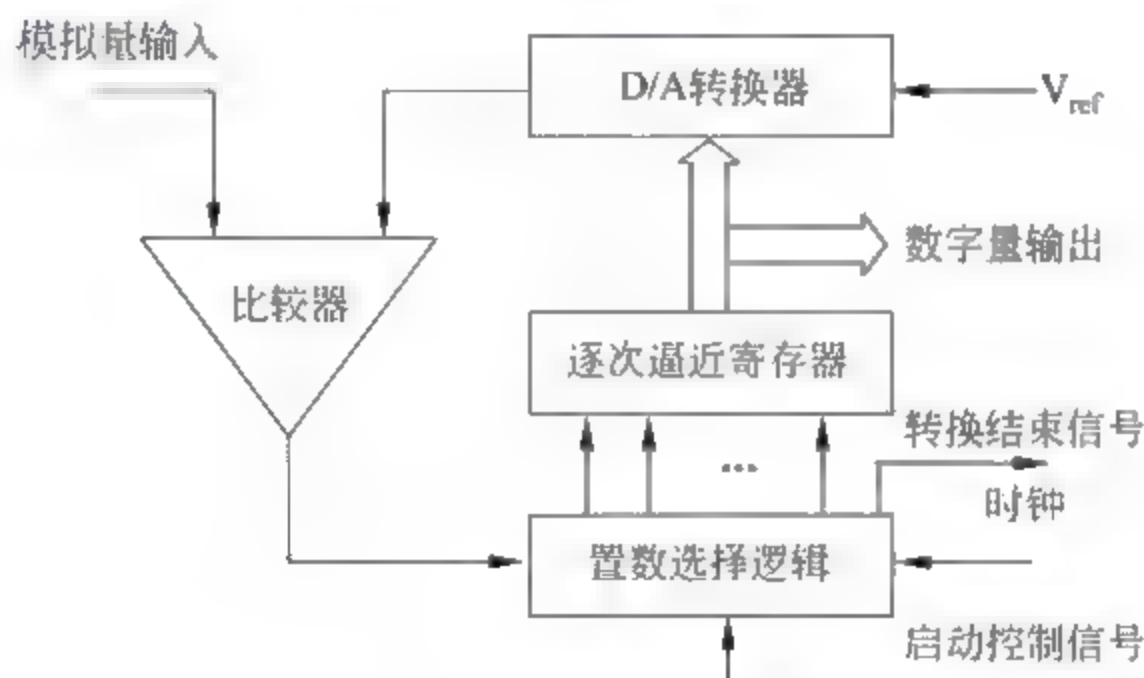 模拟量输入
D/A转换器
Vref
数字量输出
比较器
逐次逼近寄存器
转换结束信号
...
时钟
置数选择逻辑
启动控制信号